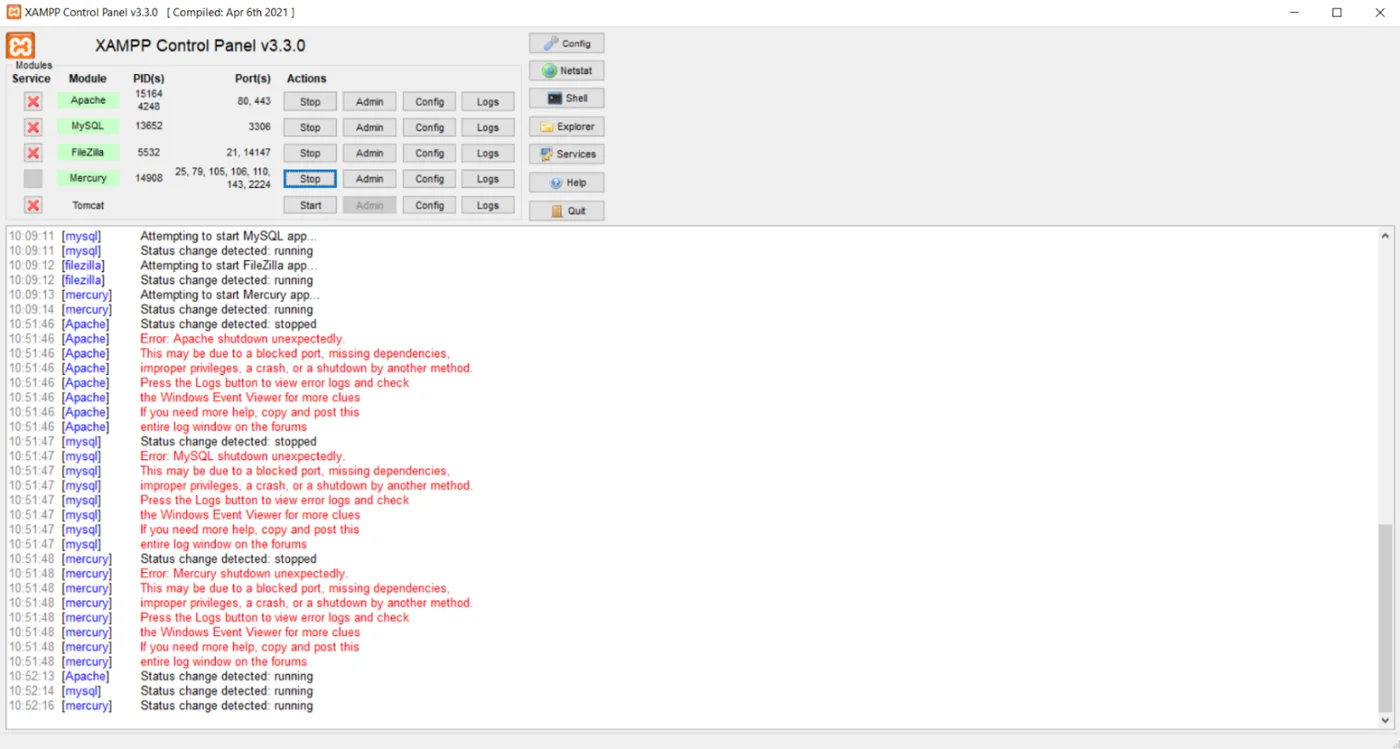 XAMPP Control Panel v3.3.0 [ Compiled: Apr 6th 2021 ]
XAMPP Control Panel v3.3.0
Config
Modules
Service Module PID(s) Port(s) Actions
Netstat
Apache 15164 4248 80, 443 Stop Admin Config Logs
Shell
MySQL 13652 3306 Stop Admin Config Logs
Explorer
FileZilla 5532 21, 14147 Stop Admin Config Logs
Services
Mercury 14908 25, 79, 105, 106, 110, 143, 2224 Stop Admin Config Logs
Help
Tomcat Start Admin Config Logs
Quit
10:09:11 [mysql] Attempting to start MySQL app...
10:09:11 [mysql] Status change detected: running
10:09:12 [filezilla] Attempting to start FileZilla app...
10:09:12 [filezilla] Status change detected: running
10:09:13 [mercury] Attempting to start Mercury app...
10:09:14 [mercury] Status change detected: running
10:51:46 [Apache] Status change detected: stopped
10:51:46 [Apache] Error: Apache shutdown unexpectedly.
10:51:46 [Apache] This may be due to a blocked port, missing dependencies,
10:51:46 [Apache] improper privileges, a crash, or a shutdown by another method.
10:51:46 [Apache] Press the Logs button to view error logs and check
10:51:46 [Apache] the Windows Event Viewer for more clues
10:51:46 [Apache] If you need more help, copy and post this
10:51:46 [Apache] entire log window on the forums
10:51:47 [mysql] Status change detected: stopped
10:51:47 [mysql] Error: MySQL shutdown unexpectedly.
10:51:47 [mysql] This may be due to a blocked port, missing dependencies,
10:51:47 [mysql] improper privileges, a crash, or a shutdown by another method.
10:51:47 [mysql] Press the Logs button to view error logs and check
10:51:47 [mysql] the Windows Event Viewer for more clues
10:51:47 [mysql] If you need more help, copy and post this
10:51:47 [mysql] entire log window on the forums
10:51:48 [mercury] Status change detected: stopped
10:51:48 [mercury] Error: Mercury shutdown unexpectedly.
10:51:48 [mercury] This may be due to a blocked port, missing dependencies,
10:51:48 [mercury] improper privileges, a crash, or a shutdown by another method.
10:51:48 [mercury] Press the Logs button to view error logs and check
10:51:48 [mercury] the Windows Event Viewer for more clues
10:51:48 [mercury] If you need more help, copy and post this
10:51:48 [mercury] entire log window on the forums
10:52:13 [Apache] Status change detected: running
10:52:14 [mysql] Status change detected: running
10:52:16 [mercury] Status change detected: running